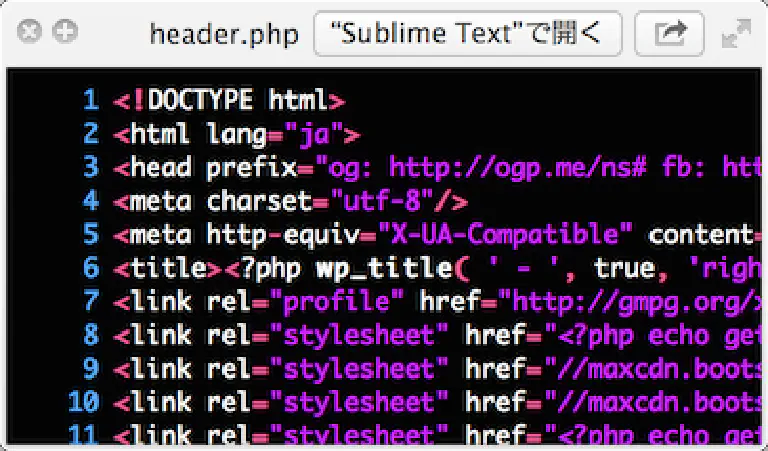 header.php “Sublime Text”で開く
1 <!DOCTYPE html>
2 <html lang="ja">
3 <head prefix="og: http://ogp.me/ns# fb: htt
4 <meta charset="utf-8"/>
5 <meta http-equiv="X-UA-Compatible" content=
6 <title><?php wp_title( ' - ', true, 'righ
7 <link rel="profile" href="http://gmpg.org/x
8 <link rel="stylesheet" href="<?php echo get
9 <link rel="stylesheet" href="//maxcdn.boots
10 <link rel="stylesheet" href="//maxcdn.boots
11 <link rel="stylesheet" href="<?php echo get